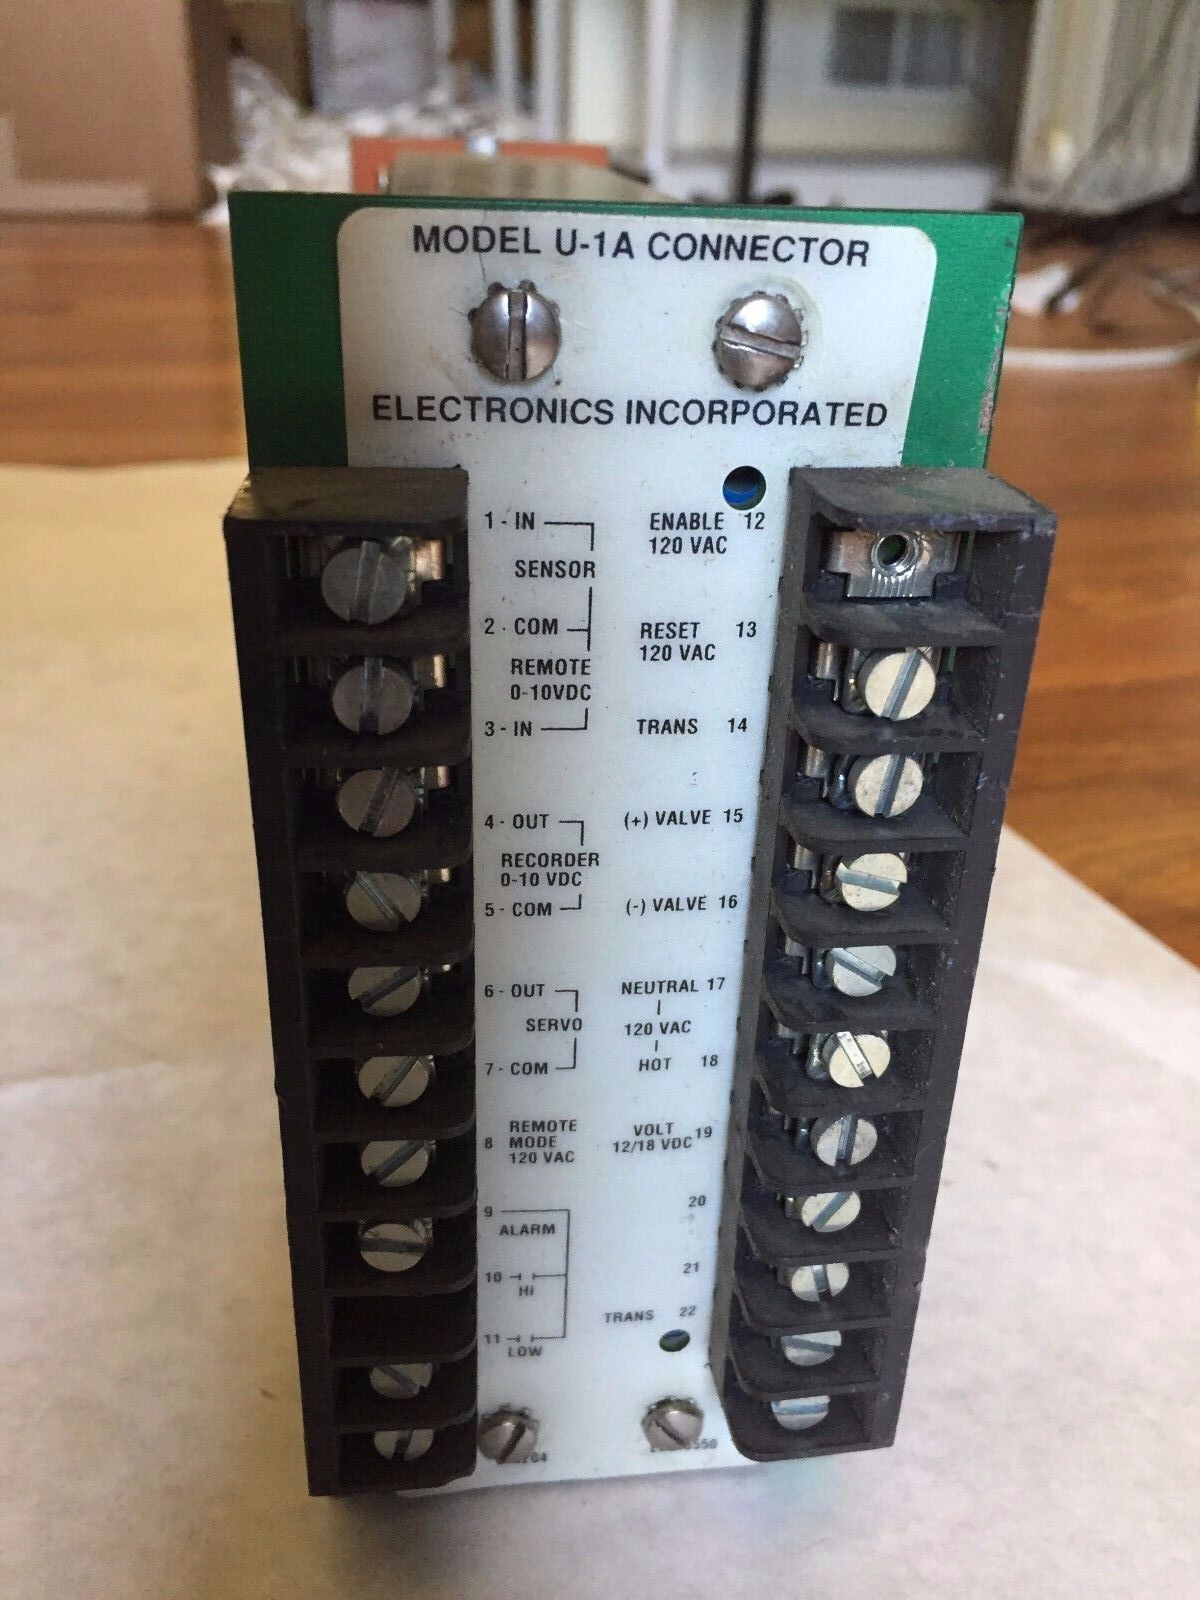 MODEL U-1A CONNECTOR
ELECTRONICS INCORPORATED
1 - IN
SENSOR
2 - COM
REMOTE
0-10VDC
3 - IN
4 - OUT
RECORDER
0-10 VDC
5 - COM
6 - OUT
SERVO
7 - COM
8 REMOTE
MODE
120 VAC
9
ALARM
10
HI
11
LOW
ENABLE 12
120 VAC
RESET 13
120 VAC
TRANS 14
(+) VALVE 15
(-) VALVE 16
NEUTRAL 17
120 VAC
HOT 18
VOLT 19
12/18 VDC
20
21
TRANS 22